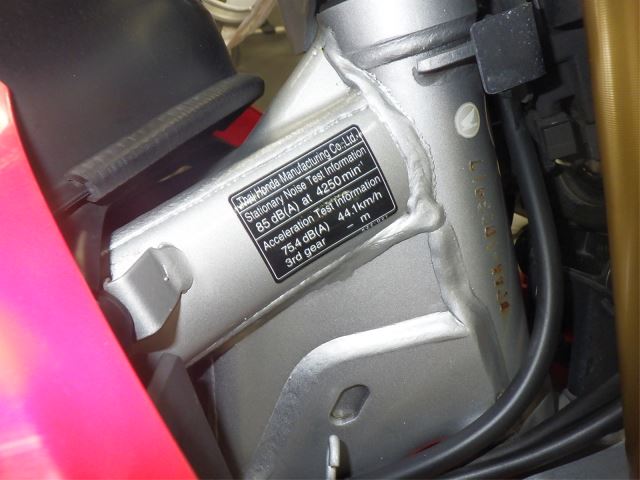 Thai Honda Manufacturing Co.,Ltd.
Stationary Noise Test Information
85 dB(A) at 4250 min⁻¹
Acceleration Test Information
75.4 dB(A) 44.1km/h
3rd gear – m